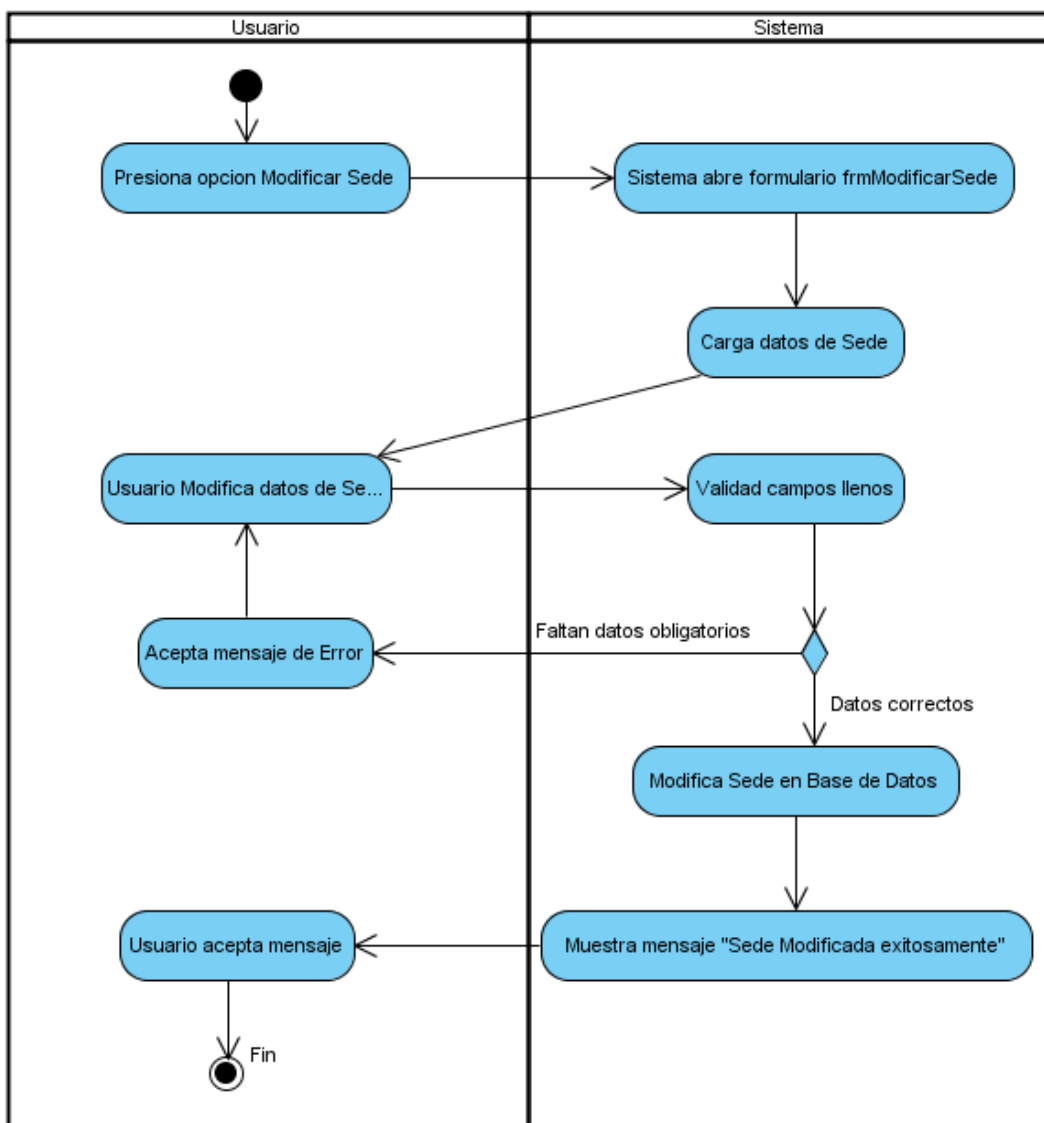 Usuario
Sistema
Presiona opcion Modificar Sede
Sistema abre formulario frmModificarSede
Carga datos de Sede
Usuario Modifica datos de Se...
Validad campos llenos
Faltan datos obligatorios
Acepta mensaje de Error
Datos correctos
Modifica Sede en Base de Datos
Usuario acepta mensaje
Muestra mensaje "Sede Modificada exitosamente"
Fin